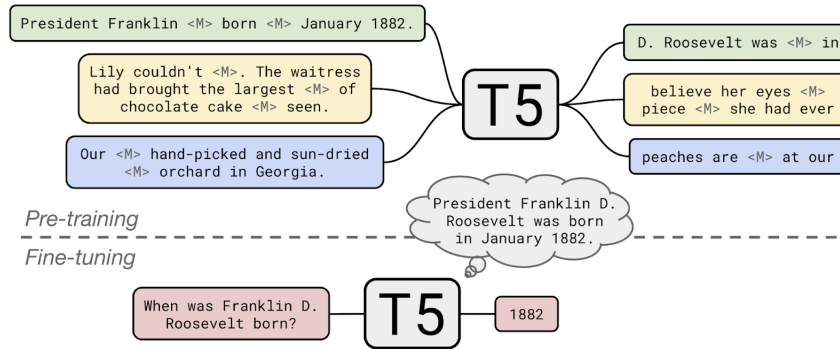 President Franklin <M> born <M> January 1882.
Lily couldn't <M>. The waitress
had brought the largest <M> of
chocolate cake <M> seen.
Our <M> hand-picked and sun-dried
<M> orchard in Georgia.
T5
D. Roosevelt was <M> in
believe her eyes <M>
piece <M> she had ever
peaches are <M> at our
Pre-training
President Franklin D.
Roosevelt was born
in January 1882.
Fine-tuning
When was Franklin D.
Roosevelt born?
T5
1882